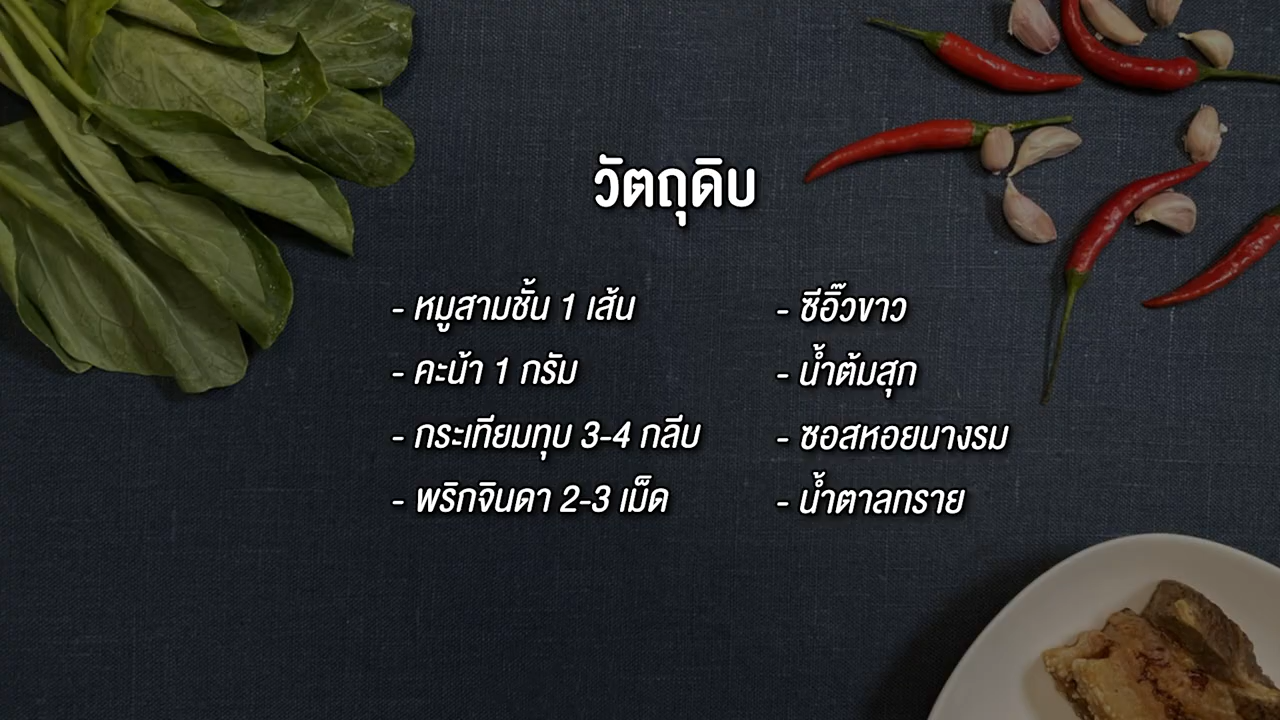 วัตถุดิบ
- หมูสามชั้น 1 เส้น
- คะน้า 1 กรัม
- กระเทียมทุบ 3-4 กลีบ
- พริกจินดา 2-3 เม็ด
- ซีอิ๊วขาว
- น้ำต้มสุก
- ซอสหอยนางรม
- น้ำตาลทราย